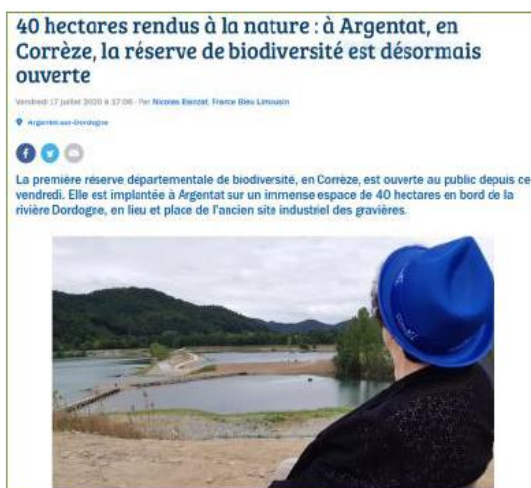 40 hectares rendus à la nature : à Argentat, en
Corrèze, la réserve de biodiversité est désormais
ouverte
Vendredi 17 juillet 2020 à 17:06 - Par Nicolas Blanzat, France Bleu Limousin
Argentat-sur-Dordogne
La première réserve départementale de biodiversité, en Corrèze, est ouverte au public depuis ce
vendredi. Elle est implantée à Argentat sur un immense espace de 40 hectares en bord de la
rivière Dordogne, en lieu et place de l'ancien site industriel des gravières.